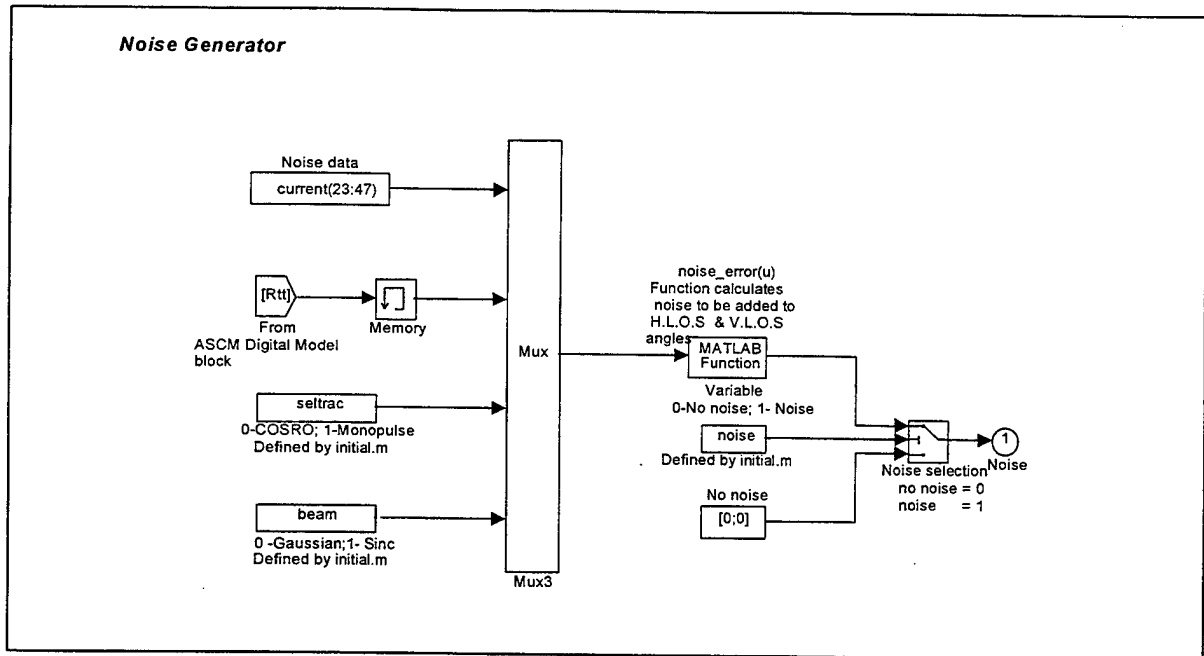 Noise Generator
Noise data
current(23:47)
[Rtt]
From
ASCM Digital Model
block
Memory
seltrac
0-COSRO; 1-Monopulse
Defined by initial.m
beam
0 -Gaussian;1- Sinc
Defined by initial.m
Mux
Mux3
noise_error(u)
Function calculates
noise to be added to
H.L.O.S & V.L.O.S
angles
MATLAB
Function
Variable
0-No noise; 1- Noise
noise
Defined by initial.m
No noise
[0;0]
Noise selection
no noise = 0
noise = 1
1
Noise